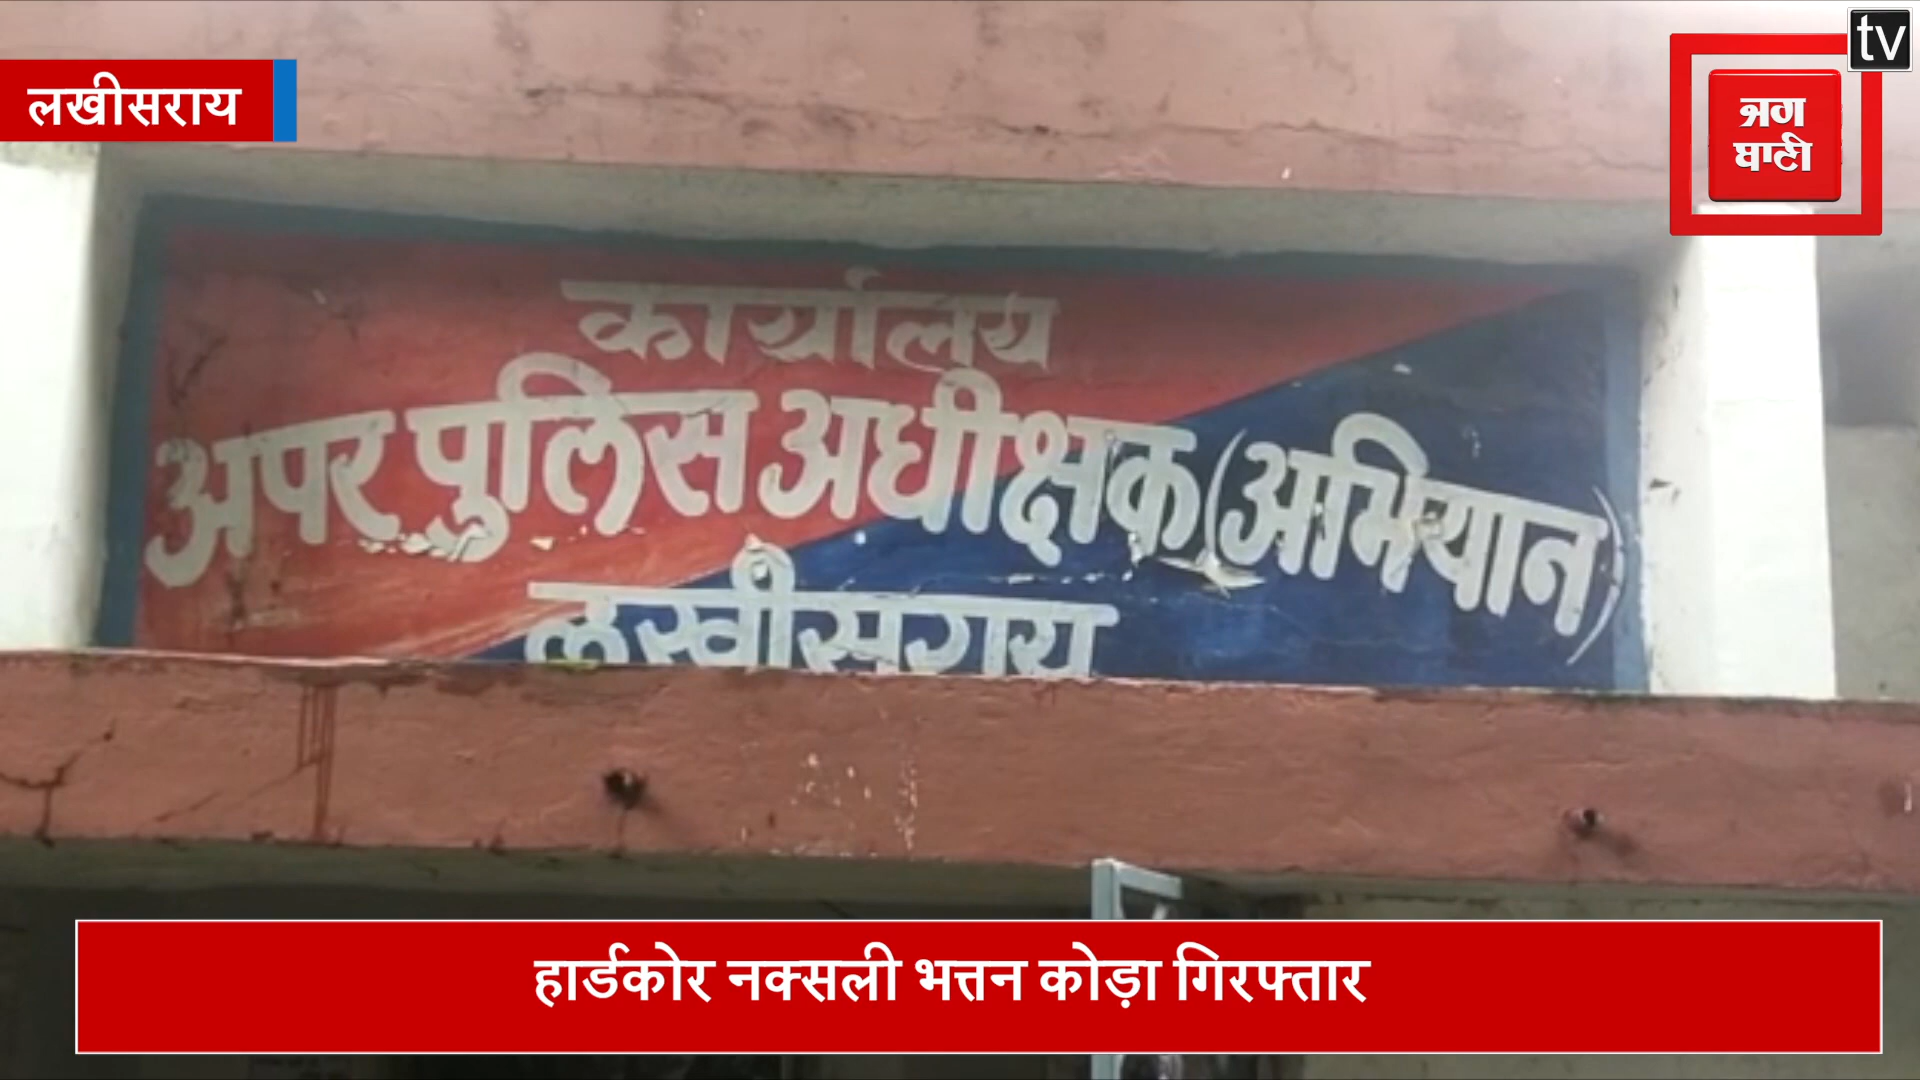 लखीसराय
tv
जग
बाणी
कार्यालय
अपर पुलिस अधीक्षक (अभियान)
लखीसराय
हार्डकोर नक्सली भत्तन कोड़ा गिरफ्तार